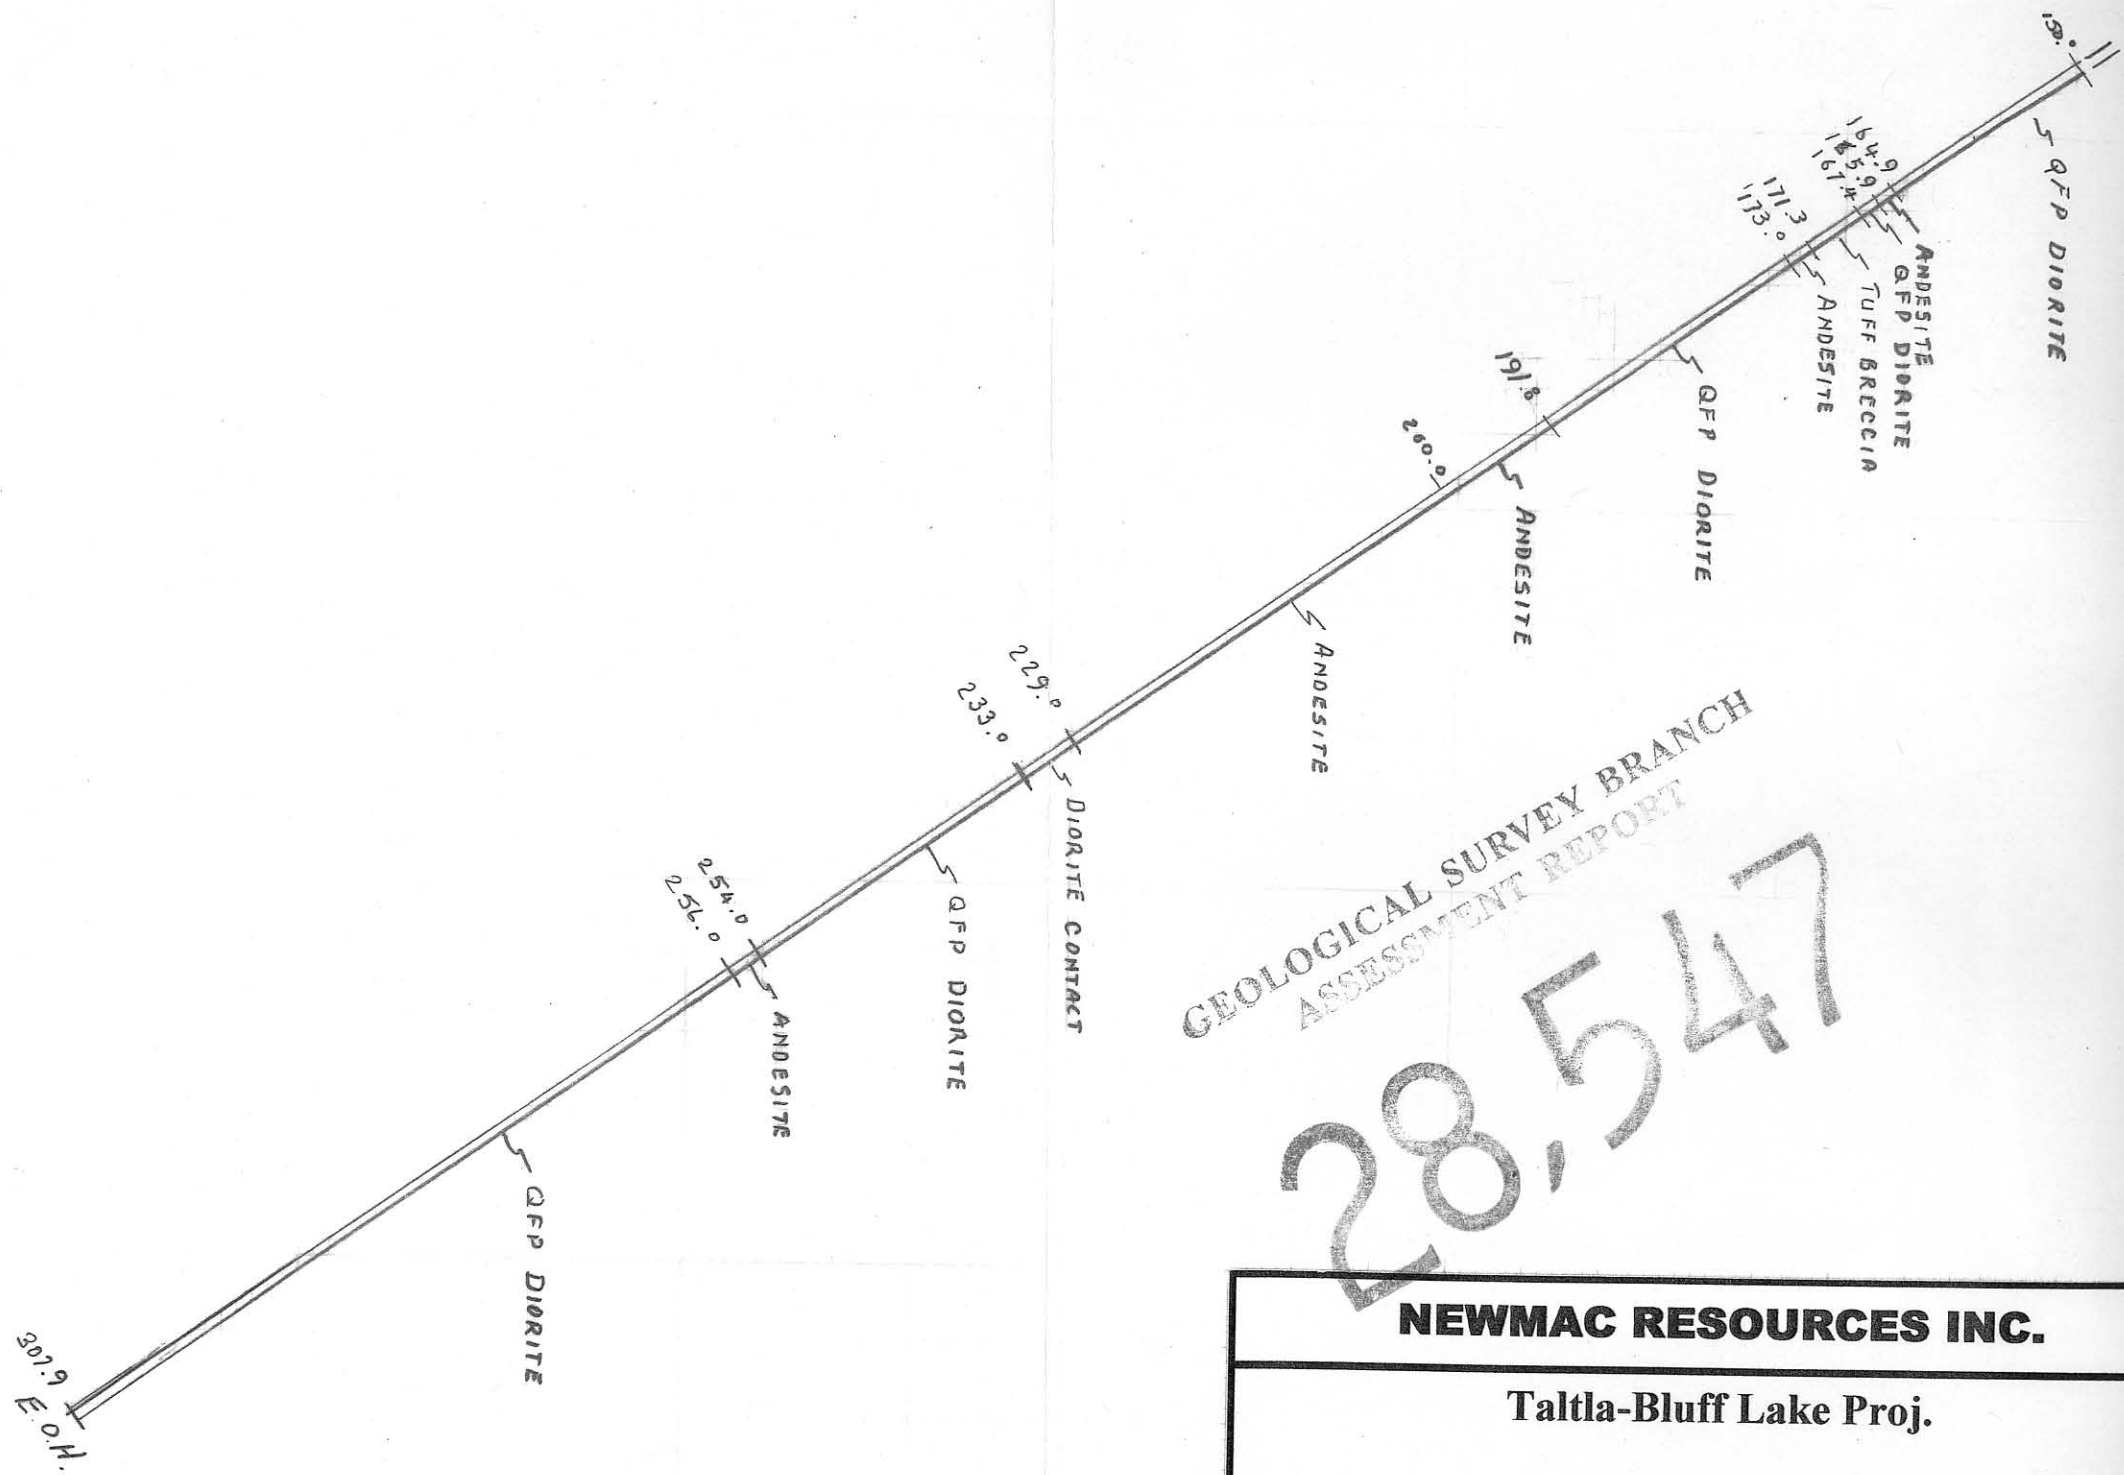 150.0
QFP DIORITE
164.9
165.9
167.4
ANDESITE
QFP DIORITE
TUFF BRECCIA
171.3
173.0
ANDESITE
QFP DIORITE
191.0
ANDESITE
200.0
ANDESITE
229.0
233.0
DIORITE CONTACT
QFP DIORITE
254.0
256.0
ANDESITE
QFP DIORITE
307.9
E.O.H.
GEOLOGICAL SURVEY BRANCH
ASSESSMENT REPORT
28,547
NEWMAC RESOURCES INC.
Taltla-Bluff Lake Proj.